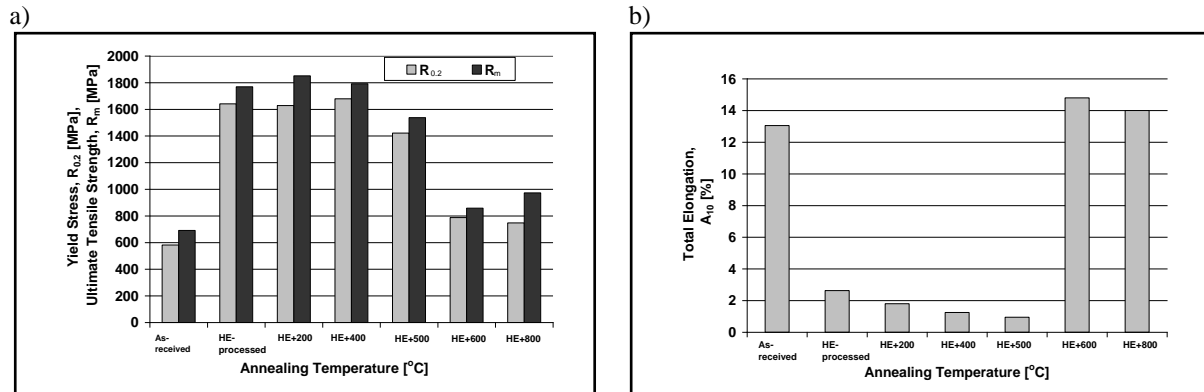 a)
2000
1800
1600
1400
1200
1000
800
600
400
200
0
Yield Stress, R0.2 [MPa],
Ultimate Tensile Strength, Rm [MPa]
R0.2 Rm
As-
received
HE-
processed
HE+200
HE+400
HE+500
HE+600
HE+800
Annealing Temperature [oC]
b)
16
14
12
10
8
6
4
2
0
Total Elongation,
A10 [%]
As-
received
HE-
processed
HE+200
HE+400
HE+500
HE+600
HE+800
Annealing Temperature [oC]